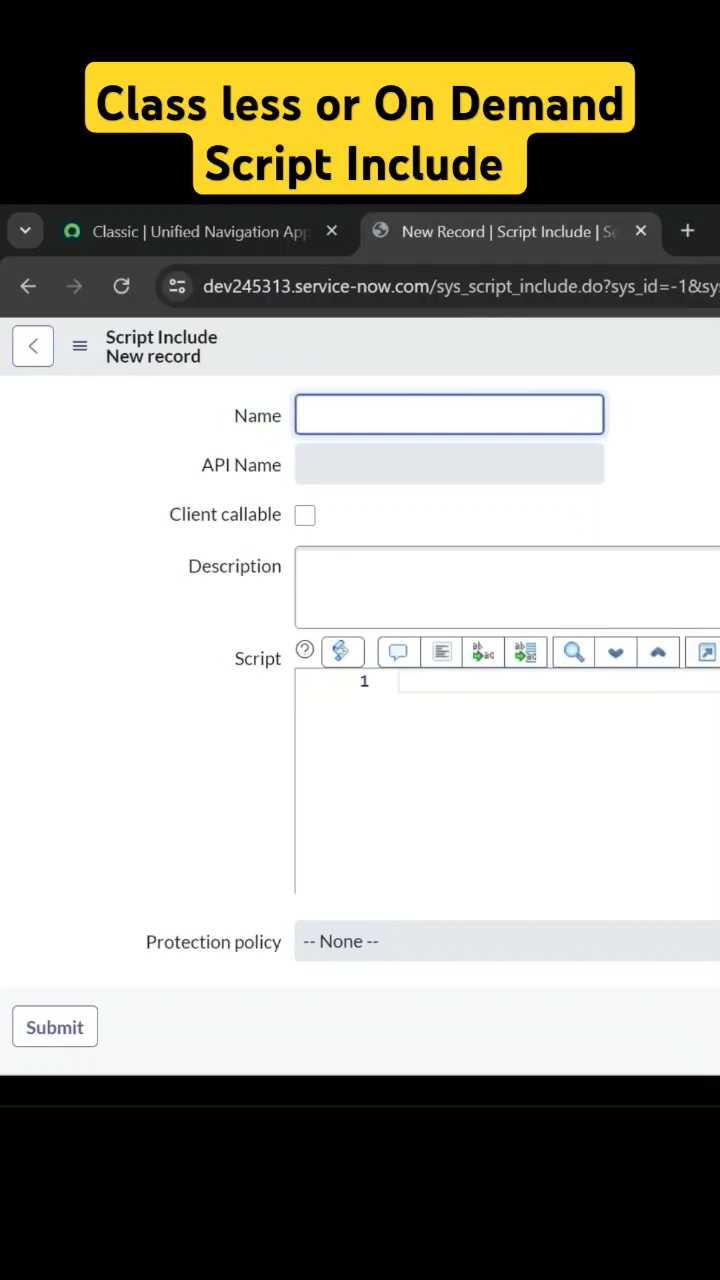 Class less or On Demand
Script Include
Classic | Unified Navigation App
New Record | Script Include | Se
dev245313.service-now.com/sys_script_include.do?sys_id=-1&sys
Script Include
New record
Name
API Name
Client callable
Description
Script
1
Protection policy
-- None --
Submit